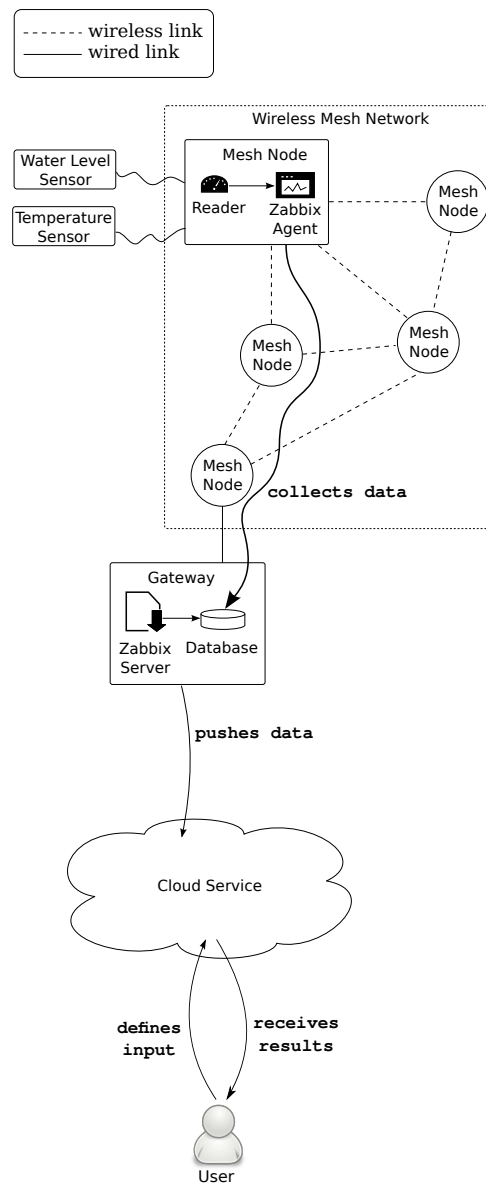 wireless link
wired link
Wireless Mesh Network
Water Level
Sensor
Temperature
Sensor
Mesh Node
Reader
Zabbix
Agent
Mesh
Node
Mesh
Node
Mesh
Node
Mesh
Node
collects data
Gateway
Zabbix
Server
Database
pushes data
Cloud Service
defines
input
receives
results
User